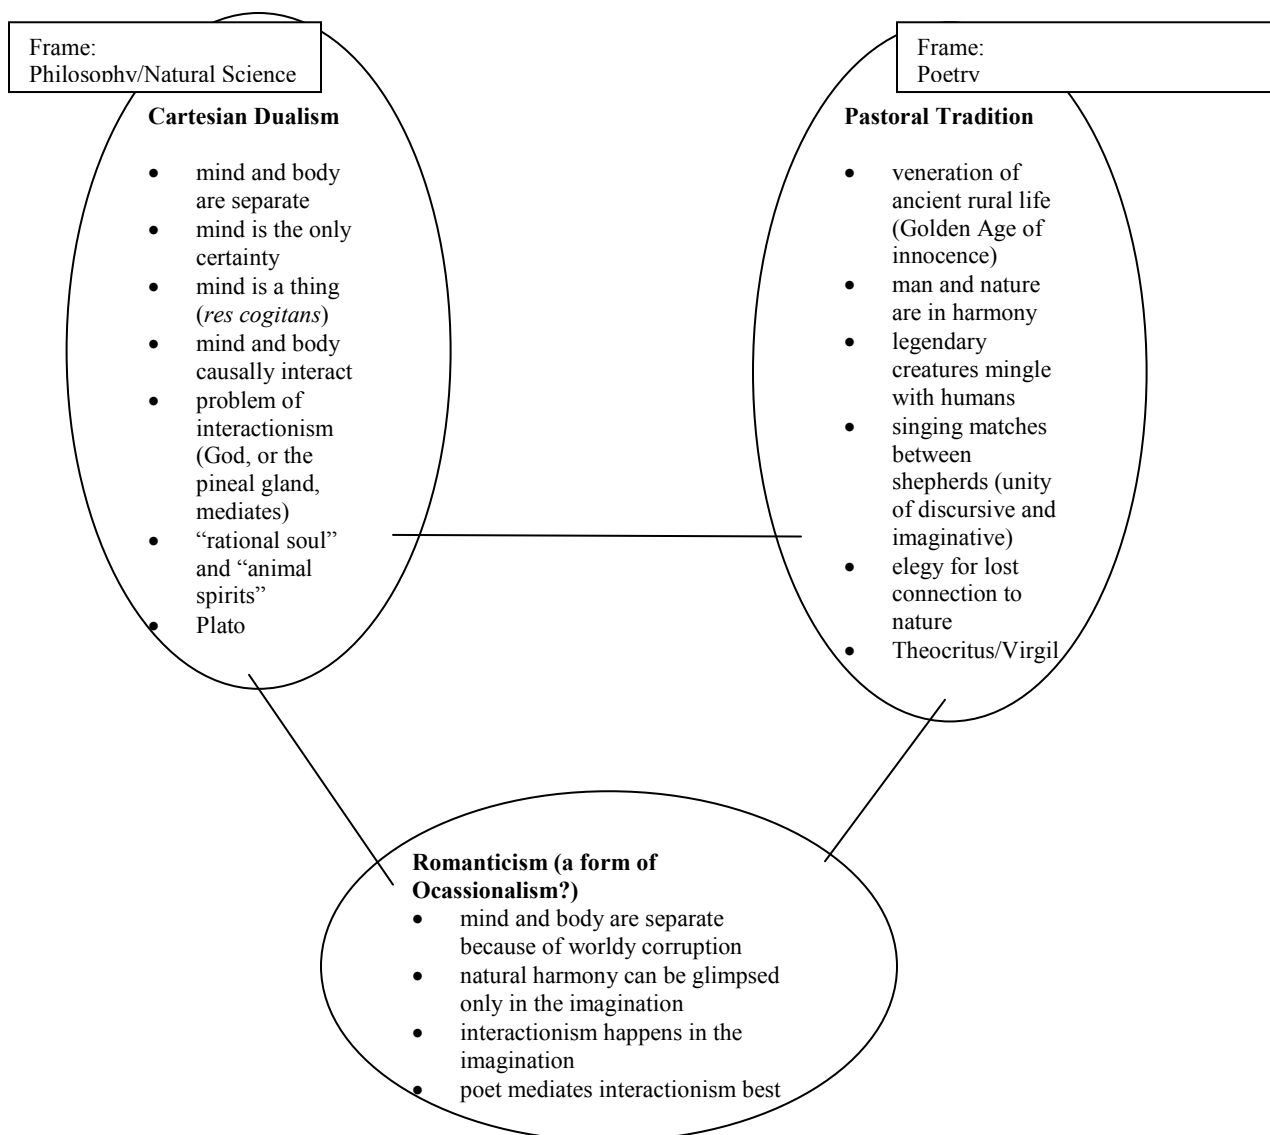 Frame:
Philosophy/Natural Science
Cartesian Dualism
• mind and body
are separate
• mind is the only
certainty
• mind is a thing
(res cogitans)
• mind and body
causally interact
• problem of
interactionism
(God, or the
pineal gland,
mediates)
• “rational soul”
and “animal
spirits”
• Plato
Frame:
Poetry
Pastoral Tradition
• veneration of
ancient rural life
(Golden Age of
innocence)
• man and nature
are in harmony
• legendary
creatures mingle
with humans
• singing matches
between
shepherds (unity
of discursive and
imaginative)
• elegy for lost
connection to
nature
• Theocritus/Virgil
Romanticism (a form of
Ocassionalism?)
• mind and body are separate
because of worldy corruption
• natural harmony can be glimpsed
only in the imagination
• interactionism happens in the
imagination
• poet mediates interactionism best